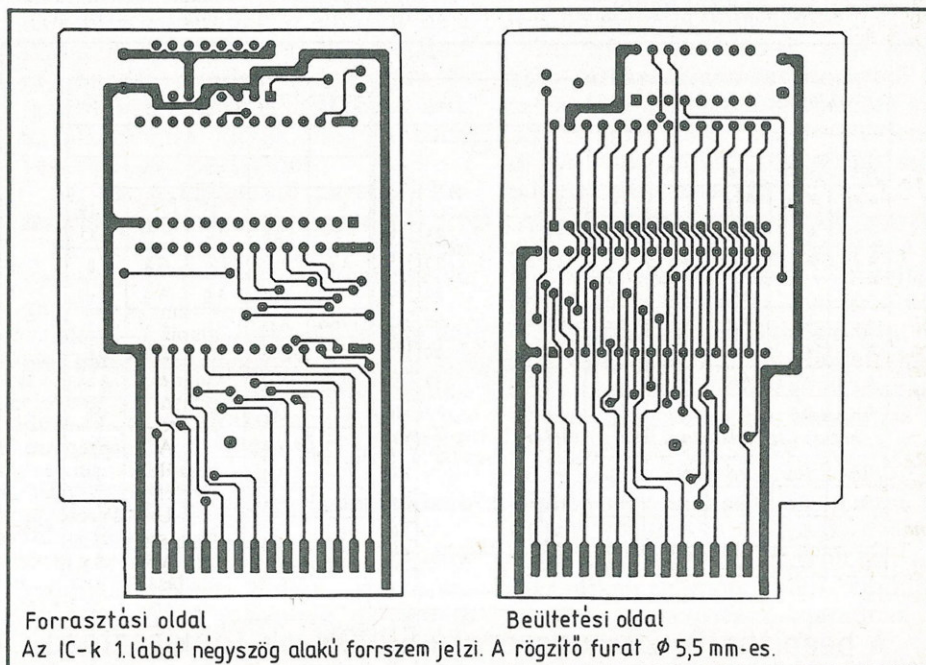 Forrasztási oldal
Beültetési oldal
Az IC-k 1. lábát négyszög alakú forrszem jelzi. A rögzítő furat Ø 5,5 mm-es.